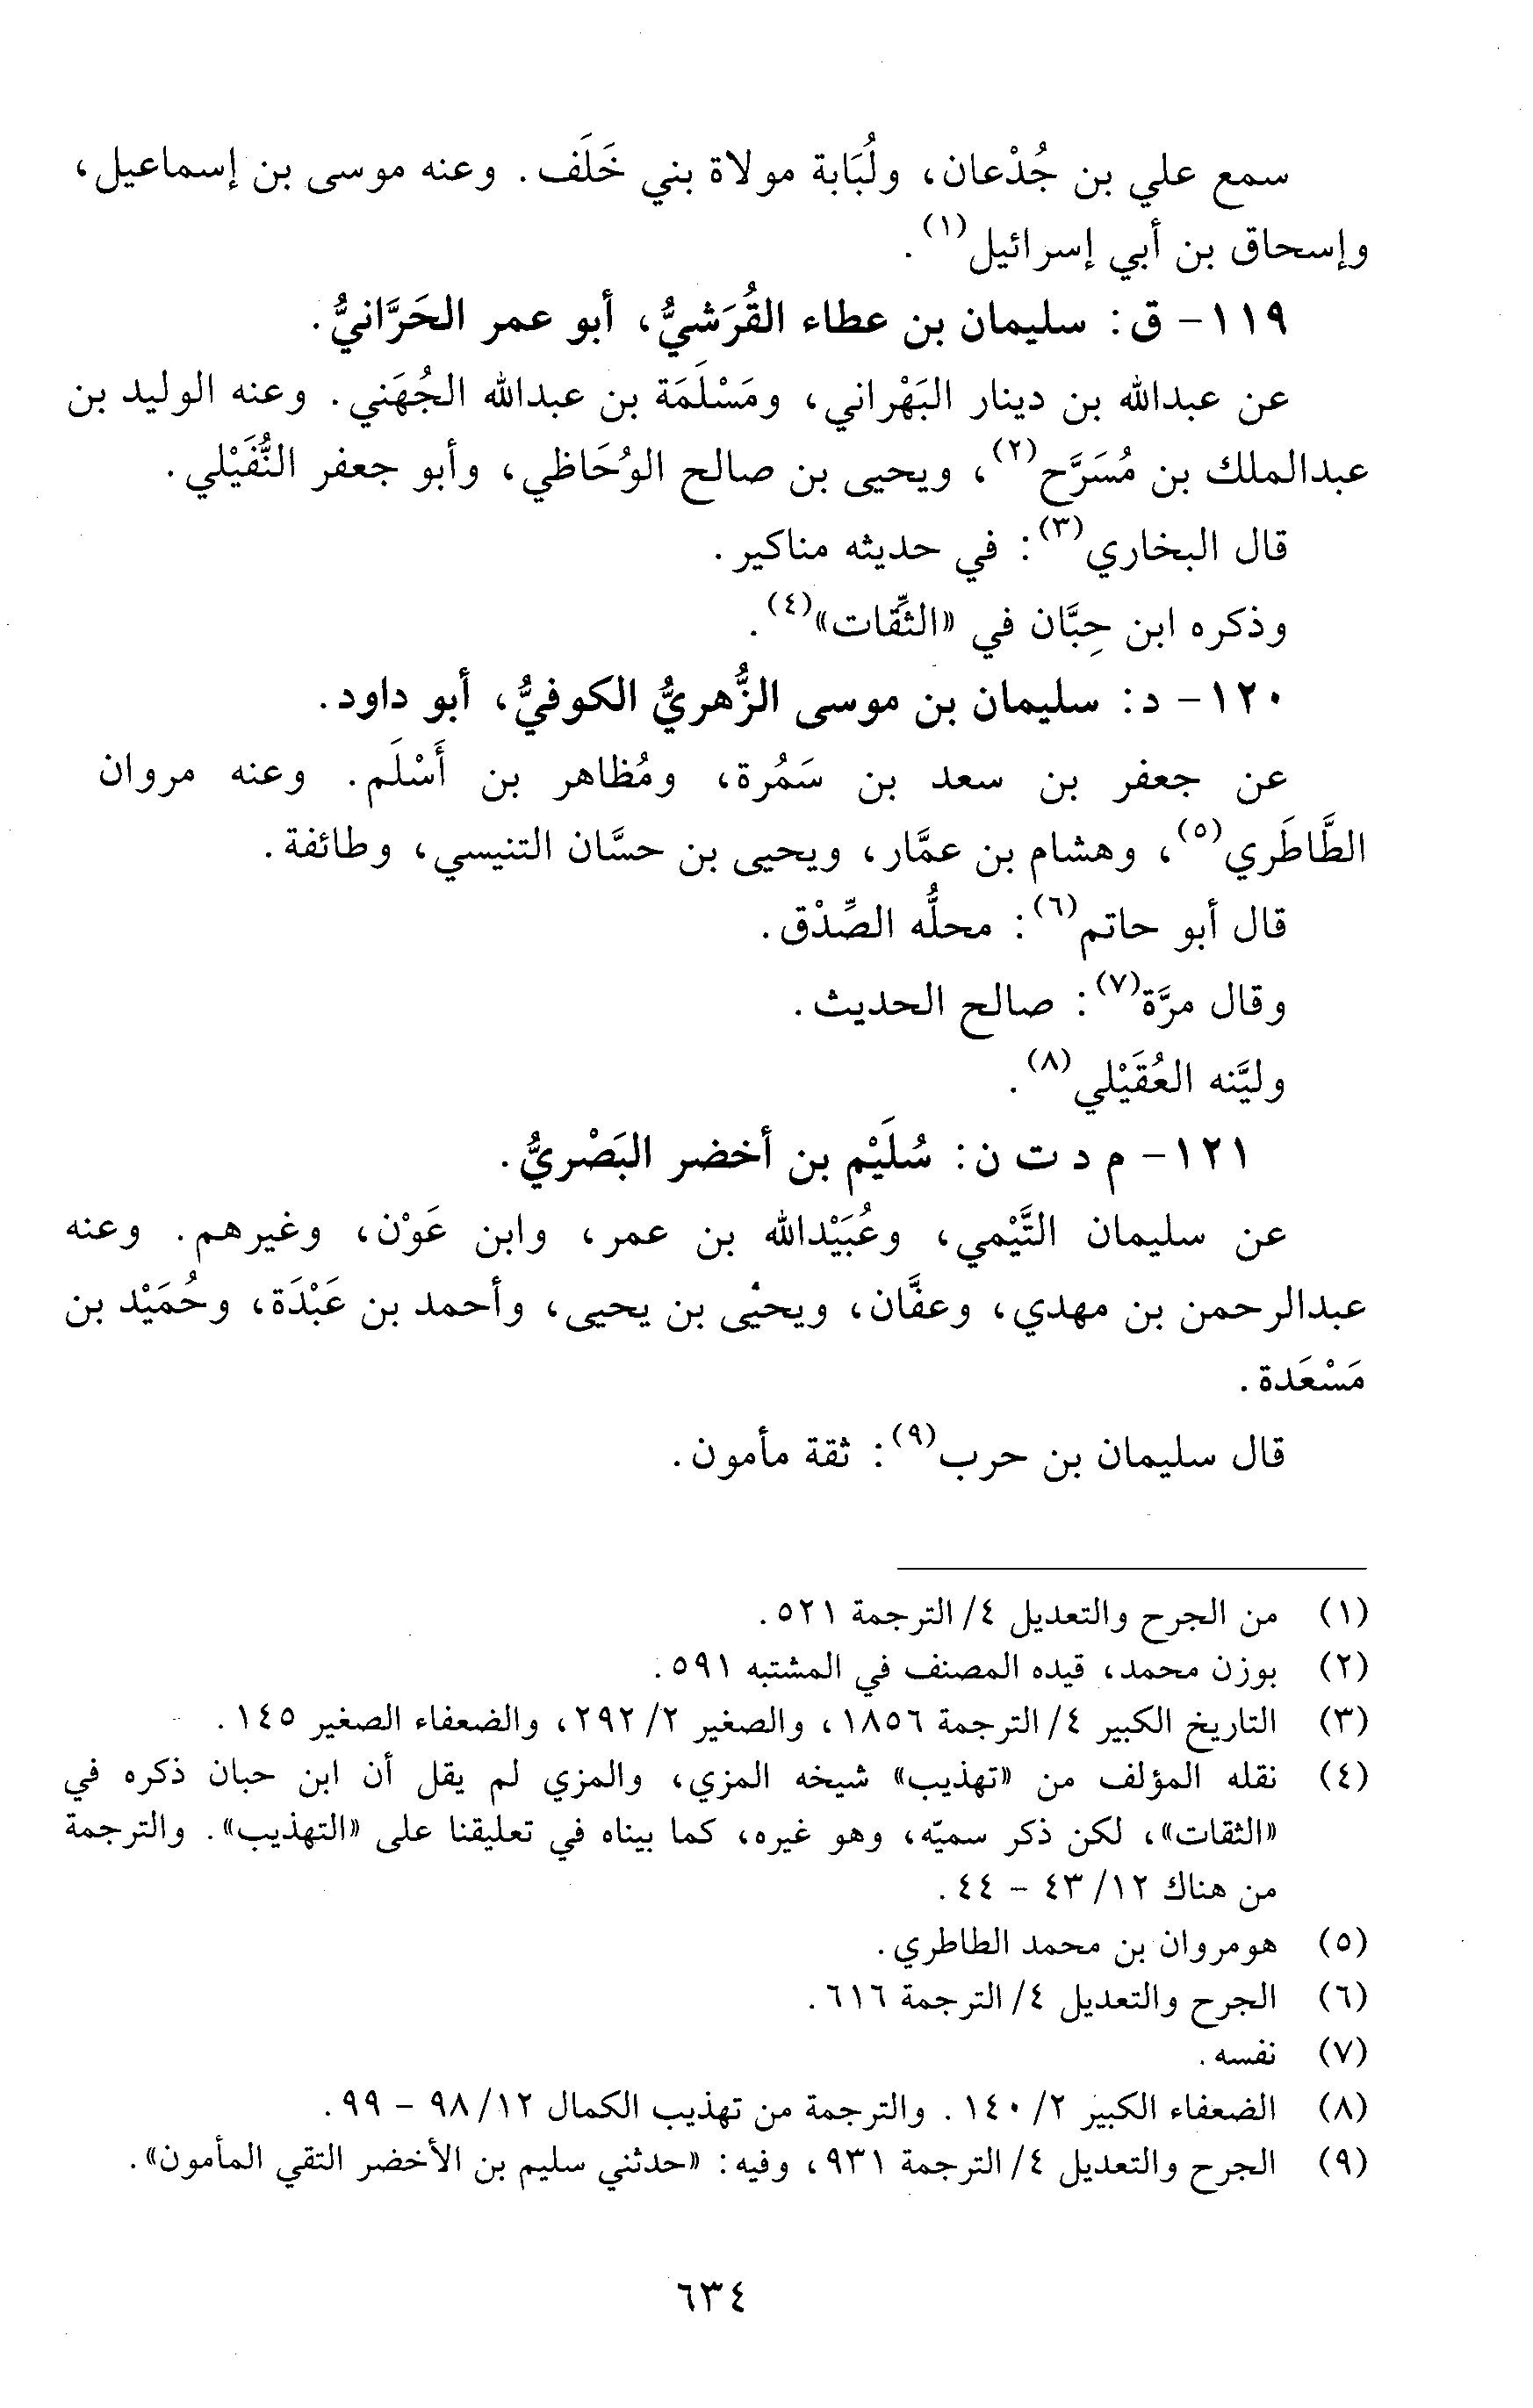 سمع علي بن جُدْعان، ولُبَابة مولاة بني خَلَف. وعنه موسى بن إسماعيل،
وإسحاق بن أبي إسرائيل(١).
١١٩- ق: سليمان بن عطاء القُرَشيُّ، أبو عمر الحَرَّانيُّ.
عن عبدالله بن دينار البَهْراني، ومَسْلَمَة بن عبدالله الجُهَني. وعنه الوليد بن
عبدالملك بن مُسَرَّح(٢)، ويحيى بن صالح الوُحَاظي، وأبو جعفر النُّفَيْلي.
قال البخاري(٣): في حديثه مناكير.
وذكره ابن حِبَّان في «الثِّقات»(٤).
١٢٠- د: سليمان بن موسى الزُّهريُّ الكوفيُّ، أبو داود.
عن جعفر بن سعد بن سَمُرة، ومُظاهر بن أَسْلَم. وعنه مروان
الطَّاطَري(٥)، وهشام بن عمَّار، ويحيى بن حسَّان التنيسي، وطائفة.
قال أبو حاتم(٦): محلُّه الصِّدْق.
وقال مرَّة(٧): صالح الحديث.
وليَّنه العُقَيْلي(٨).
١٢١- م د ت ن: سُلَيْم بن أخضر البَصْريُّ.
عن سليمان التَّيْمي، وعُبَيْدالله بن عمر، وابن عَوْن، وغيرهم. وعنه
عبدالرحمن بن مهدي، وعفَّان، ويحيى بن يحيى، وأحمد بن عَبْدَة، وحُمَيْد بن
مَسْعَدة.
قال سليمان بن حرب(٩): ثقة مأمون.
(١) من الجرح والتعديل ٤/ الترجمة ٥٢١.
(٢) بوزن محمد، قيده المصنف في المشتبه ٥٩١.
(٣) التاريخ الكبير ٤/ الترجمة ١٨٥٦، والصغير ٢/ ٢٩٢، والضعفاء الصغير ١٤٥.
(٤) نقله المؤلف من «تهذيب» شيخه المزي، والمزي لم يقل أن ابن حبان ذكره في
«الثقات»، لكن ذكر سميّه، وهو غيره، كما بيناه في تعليقنا على «التهذيب». والترجمة
من هناك ١٢/ ٤٣ - ٤٤.
(٥) هومروان بن محمد الطاطري.
(٦) الجرح والتعديل ٤/ الترجمة ٦١٦.
(٧) نفسه.
(٨) الضعفاء الكبير ٢/ ١٤٠. والترجمة من تهذيب الكمال ١٢/ ٩٨ - ٩٩.
(٩) الجرح والتعديل ٤/ الترجمة ٩٣١، وفيه: «حدثني سليم بن الأخضر التقي المأمون».
٦٣٤